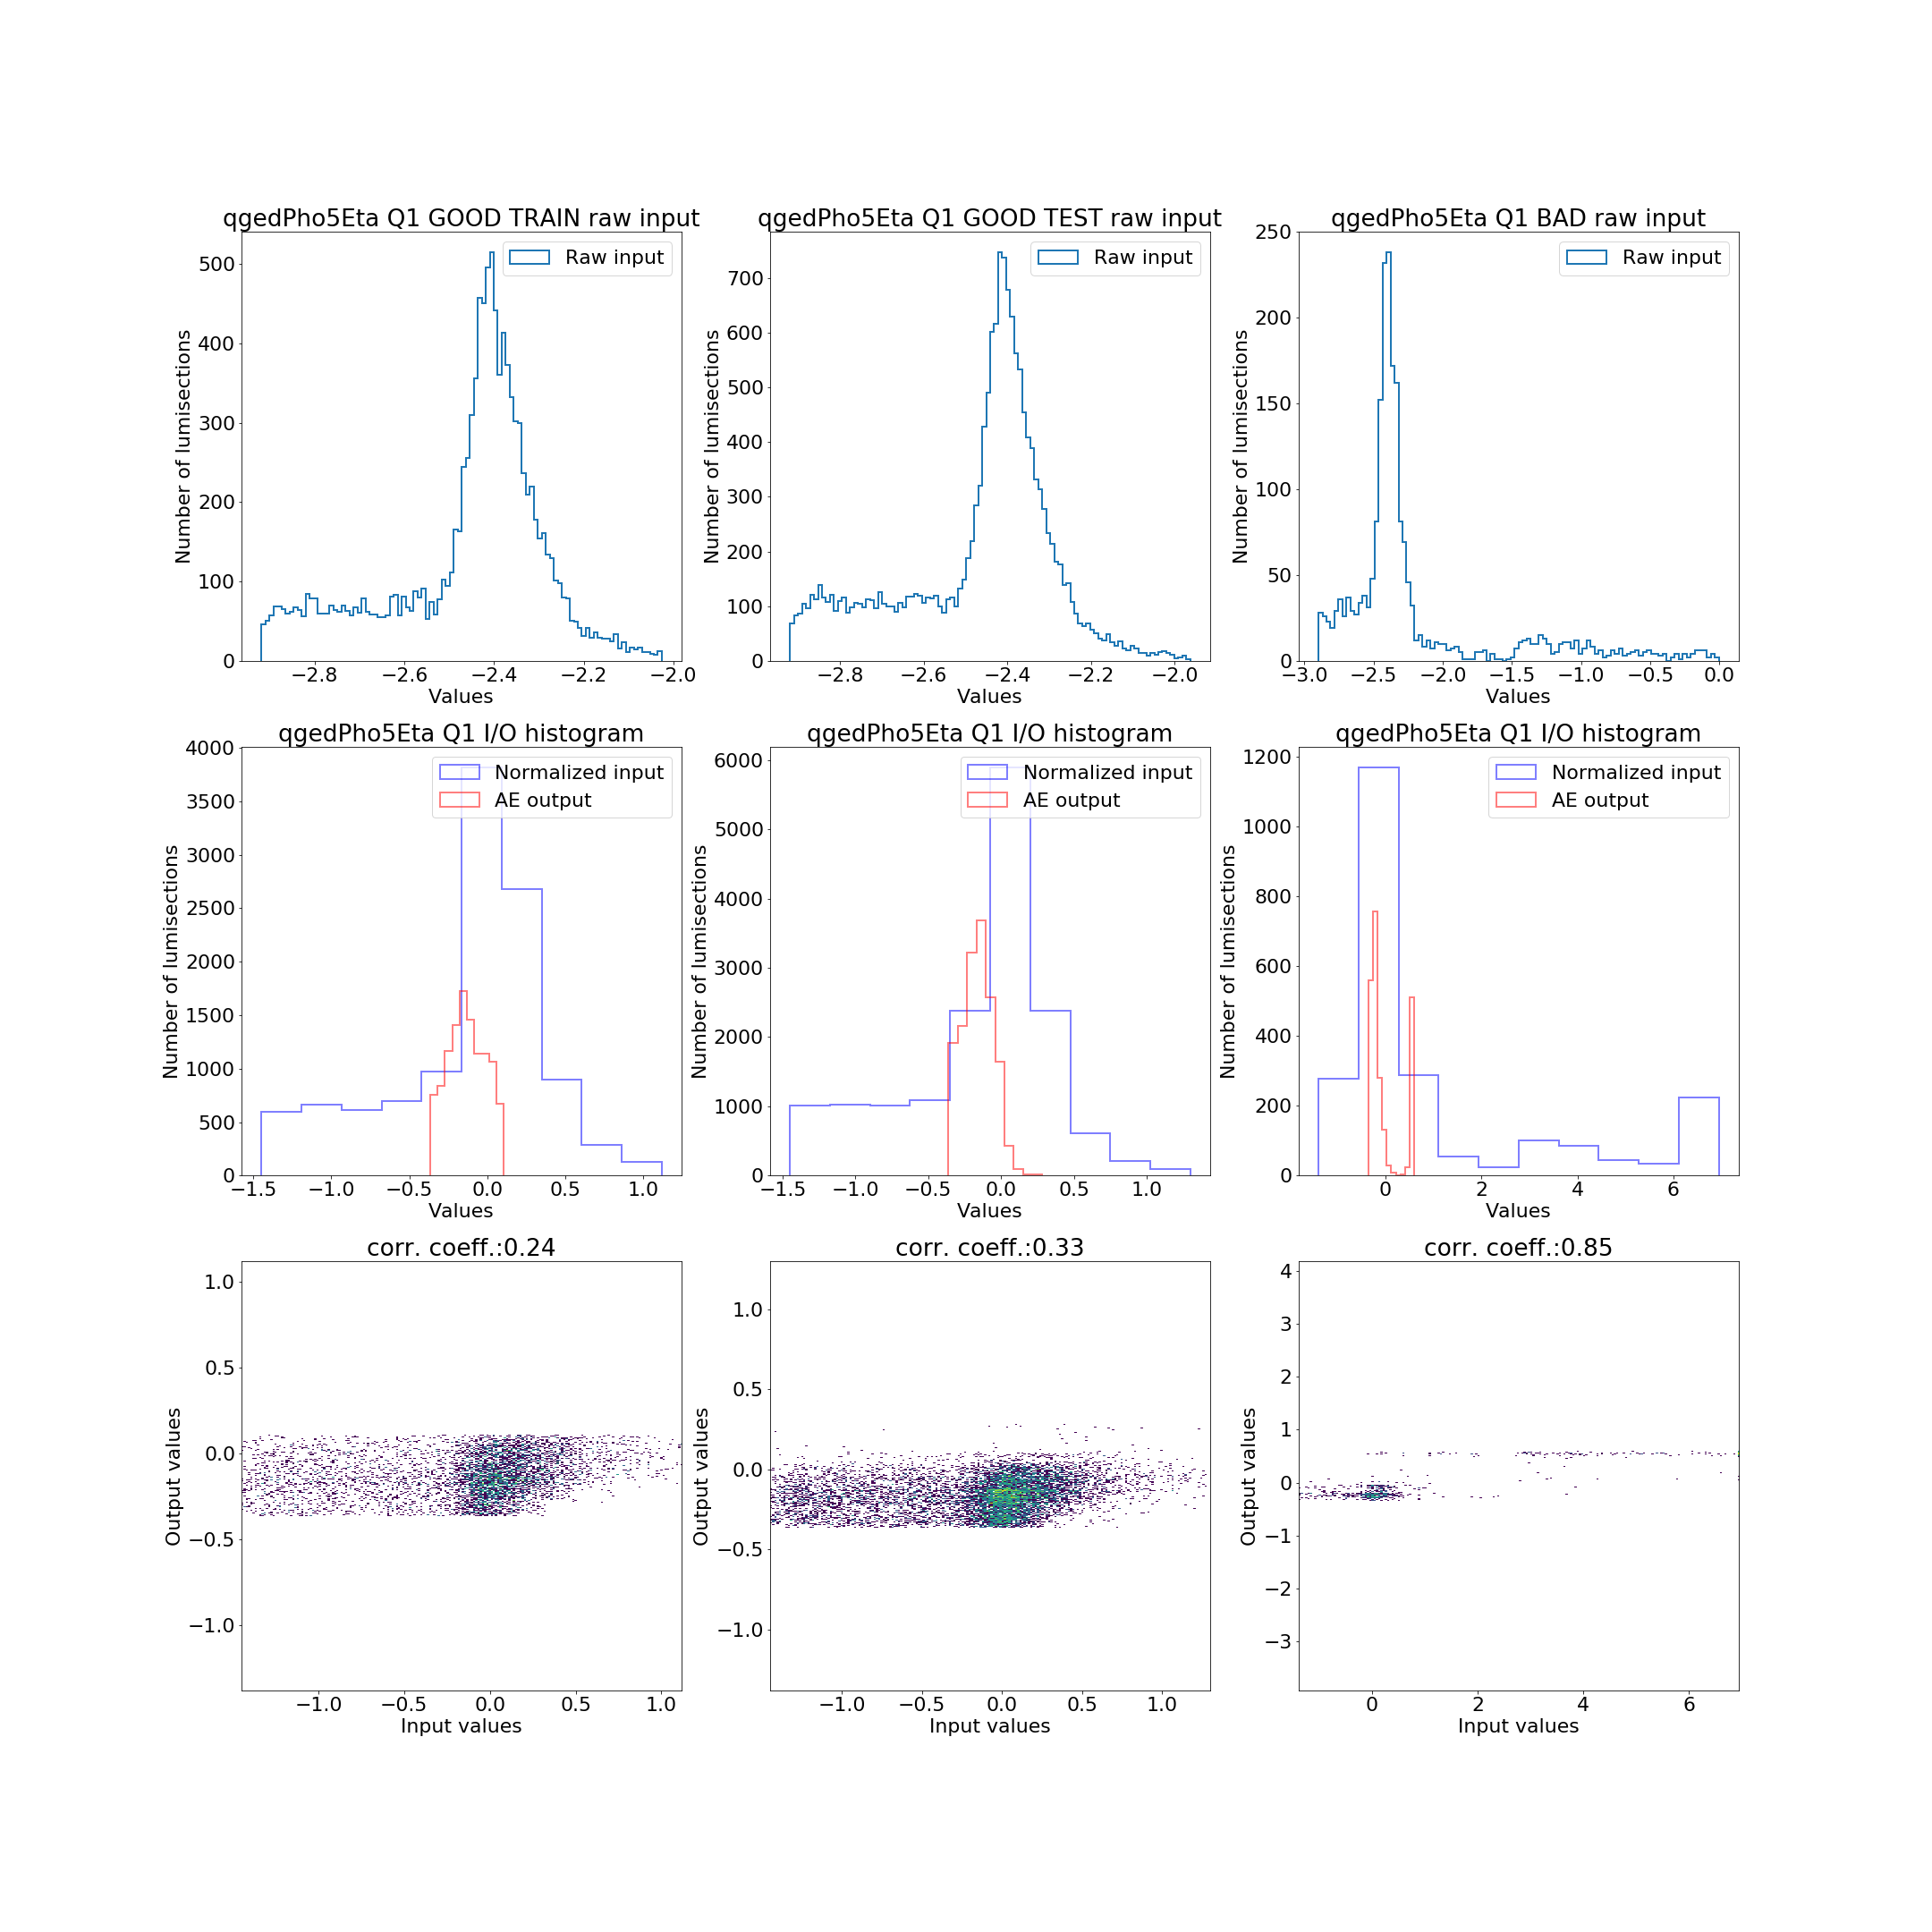 qgedPho5Eta Q1 GOOD TRAIN raw input
Raw input
Number of lumisections
500
400
300
200
100
0
−2.8 −2.6 −2.4 −2.2 −2.0
Values
qgedPho5Eta Q1 GOOD TEST raw input
Raw input
Number of lumisections
700
600
500
400
300
200
100
0
−2.8 −2.6 −2.4 −2.2 −2.0
Values
qgedPho5Eta Q1 BAD raw input
Raw input
Number of lumisections
250
200
150
100
50
0
−3.0 −2.5 −2.0 −1.5 −1.0 −0.5 0.0
Values
qgedPho5Eta Q1 I/O histogram
Normalized input
AE output
Number of lumisections
4000
3500
3000
2500
2000
1500
1000
500
0
−1.5 −1.0 −0.5 0.0 0.5 1.0
Values
qgedPho5Eta Q1 I/O histogram
Normalized input
AE output
Number of lumisections
6000
5000
4000
3000
2000
1000
0
−1.5 −1.0 −0.5 0.0 0.5 1.0
Values
qgedPho5Eta Q1 I/O histogram
Normalized input
AE output
Number of lumisections
1200
1000
800
600
400
200
0
0 2 4 6
Values
corr. coeff.:0.24
Output values
1.0
0.5
0.0
−0.5
−1.0
−1.0 −0.5 0.0 0.5 1.0
Input values
corr. coeff.:0.33
Output values
1.0
0.5
0.0
−0.5
−1.0
−1.0 −0.5 0.0 0.5 1.0
Input values
corr. coeff.:0.85
Output values
4
3
2
1
0
−1
−2
−3
0 2 4 6
Input values